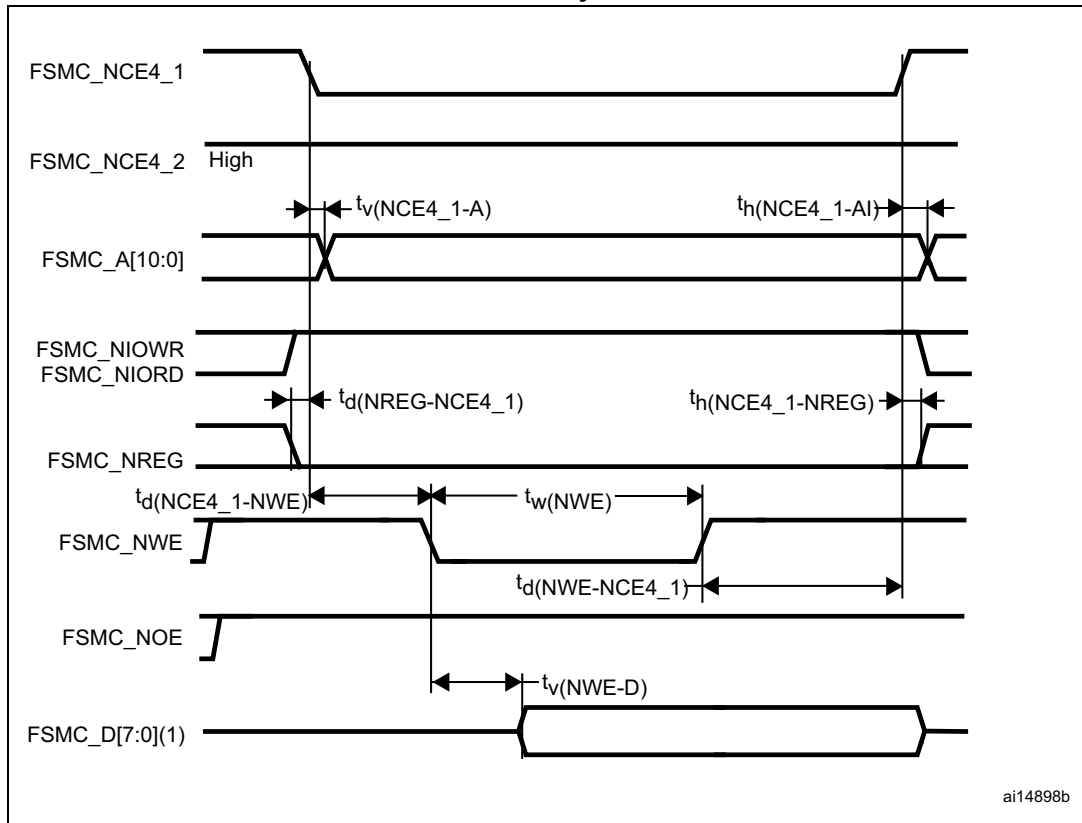 FSMC_NCE4_1
FSMC_NCE4_2 High
tv(NCE4_1-A) th(NCE4_1-AI)
FSMC_A[10:0]
FSMC_NIOWR
FSMC_NIORD
td(NREG-NCE4_1) th(NCE4_1-NREG)
FSMC_NREG
td(NCE4_1-NWE) tw(NWE)
FSMC_NWE
td(NWE-NCE4_1)
FSMC_NOE
tv(NWE-D)
FSMC_D[7:0](1)
ai14898b